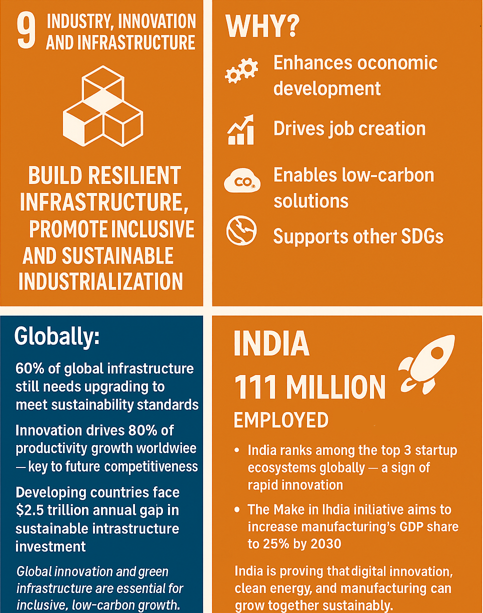 9 INDUSTRY, INNOVATION
AND INFRASTRUCTURE
BUILD RESILIENT
INFRASTRUCTURE,
PROMOTE INCLUSIVE
AND SUSTAINABLE
INDUSTRIALIZATION
WHY?
Enhances oconomic
development
Drives job creation
CO₂
Enables low-carbon
solutions
Supports other SDGs
Globally:
60% of global infrastructure
still needs upgrading to
meet sustainability standards
Innovation drives 80% of
productivity growth worldwiee
— key to future competitiveness
Developing countries face
$2.5 trillion annual gap in
sustainable intrastructure
investment
Global innovation and green
infrastructure are essential for
inclusive, low-carbon growth.
INDIA
111 MILLION
EMPLOYED
• India ranks among the top 3 startup
ecosystems globally — a sign of
rapid innovation
• The Make in Ihdia iniliative aims to
increase manufacturing's GDP share
to 25% by 2030
India is proving thatdigital innovation,
clean energy, and manufacturing can
grow together sustainably.